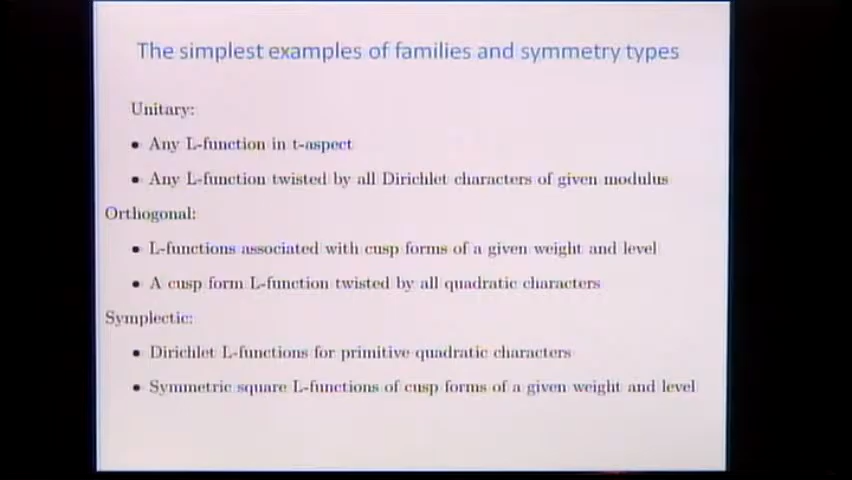 The simplest examples of families and symmetry types
Unitary:
• Any L-function in t-aspect
• Any L-function twisted by all Dirichlet characters of given modulus
Orthogonal:
• L-functions associated with cusp forms of a given weight and level
• A cusp form L-function twisted by all quadratic characters
Symplectic:
• Dirichlet L-functions for primitive quadratic characters
• Symmetric square L-functions of cusp forms of a given weight and level